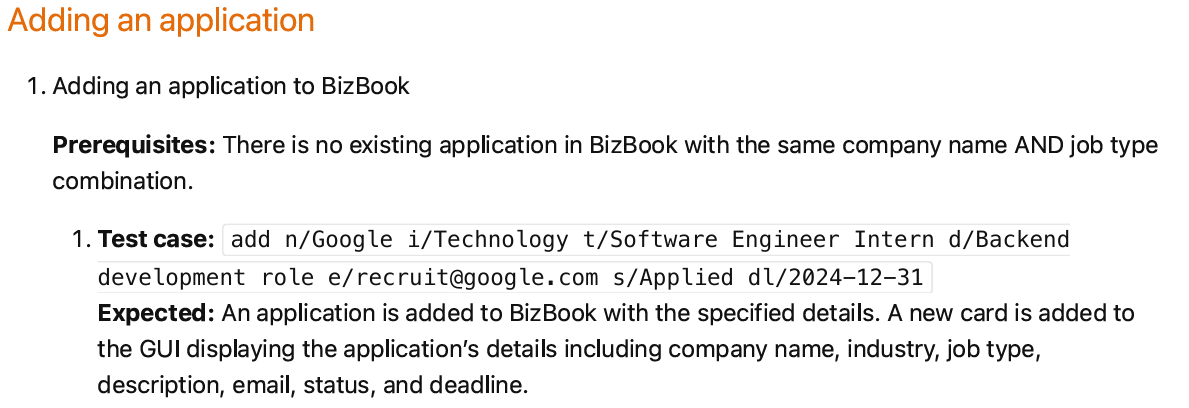 Adding an application
1. Adding an application to BizBook
Prerequisites: There is no existing application in BizBook with the same company name AND job type
combination.
1. Test case: add n/Google i/Technology t/Software Engineer Intern d/Backend
development role e/recruit@google.com s/Applied dl/2024-12-31
Expected: An application is added to BizBook with the specified details. A new card is added to
the GUI displaying the application’s details including company name, industry, job type,
description, email, status, and deadline.